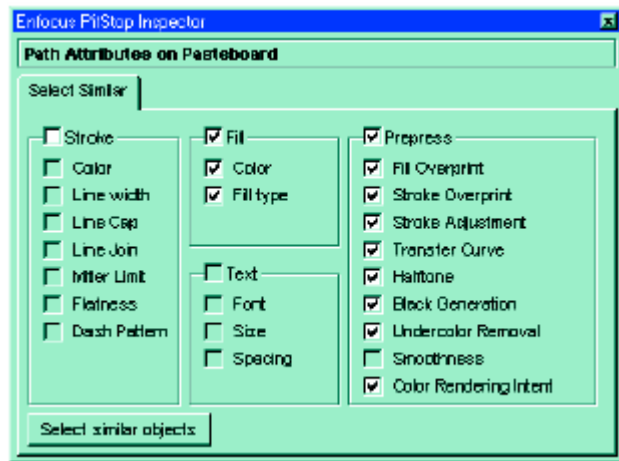 Enfocus PitStop Inspector
Path Attributes on Pasteboard
Select Similar
Stroke
Color
Line width
Line Cap
Line Join
Miter Limit
Flatness
Dash Pattern
Fill
Color
Fill type
Text
Font
Size
Spacing
Prepress
Fill Overprint
Stroke Overprint
Stroke Adjustment
Transfer Curve
Halftone
Black Generation
Undercolor Removal
Smoothness
Color Rendering Intent
Select similar objects